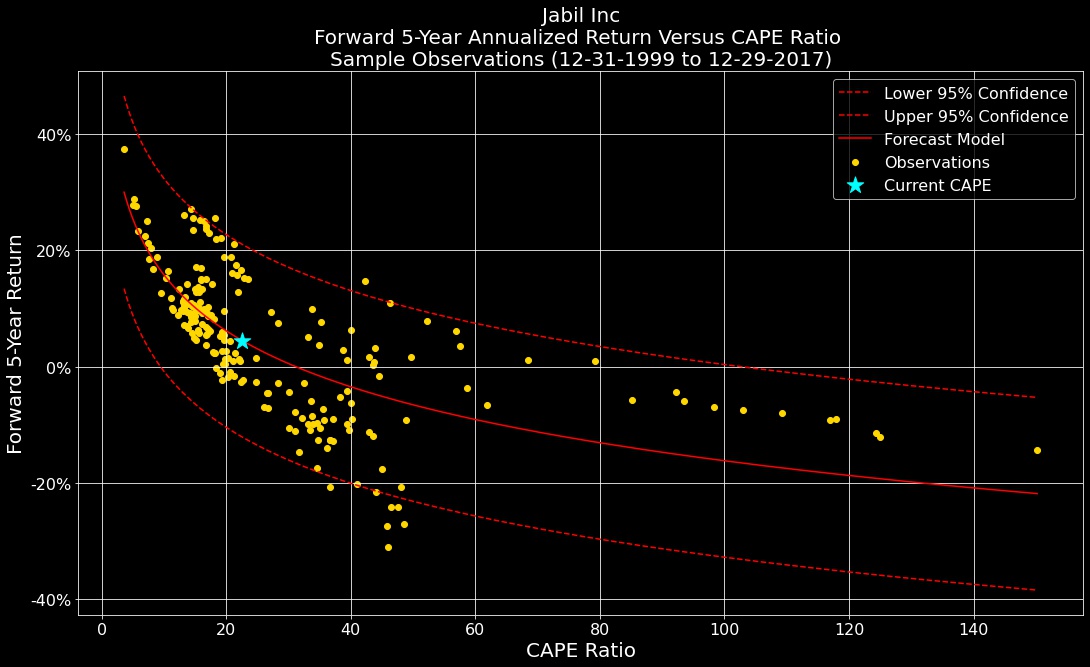 Jabil Inc
Forward 5-Year Annualized Return Versus CAPE Ratio
Sample Observations (12-31-1999 to 12-29-2017)
Lower 95% Confidence
Upper 95% Confidence
Forecast Model
Observations
Current CAPE
Forward 5-Year Return
40%
20%
0%
-20%
-40%
0 20 40 60 80 100 120 140
CAPE Ratio